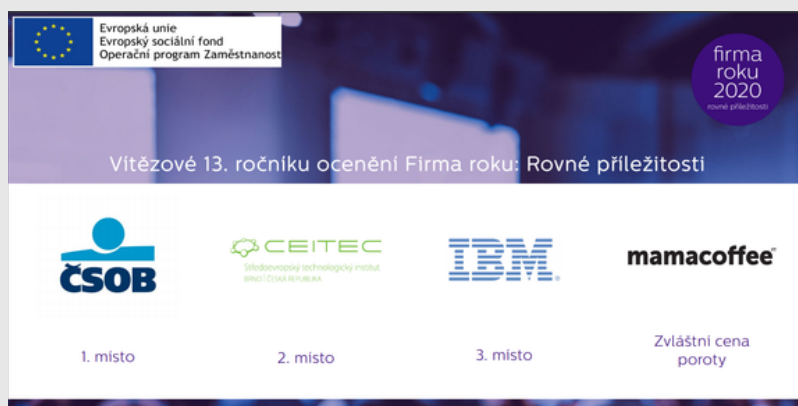 Evropská unie
Evropský sociální fond
Operační program Zaměstnanost
firma
roku
2020
rovné příležitosti
Vítězové 13. ročníku ocenění Firma roku: Rovné příležitosti
ČSOB
CEITEC
Středoevropský technologický institut
BRNO | ČESKÁ REPUBLIKA
IBM
mamacoffee
1. místo
2. místo
3. místo
Zvláštní cena
poroty